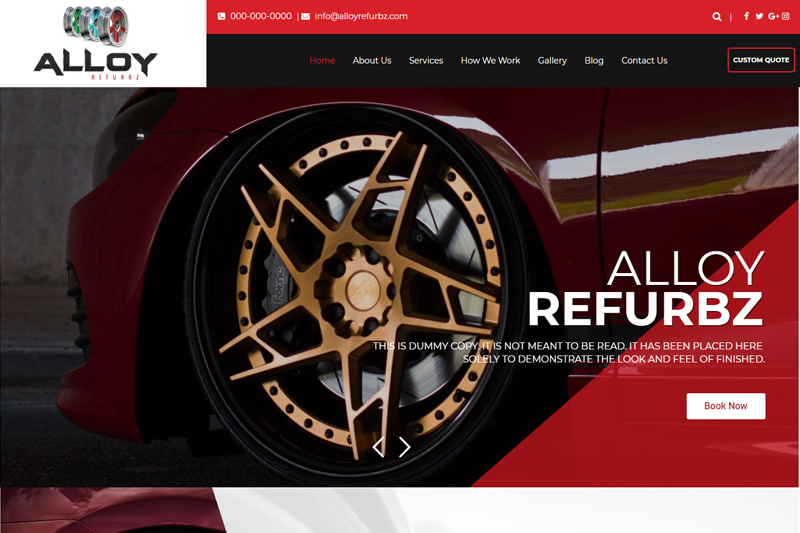 ALLOY
REFURBZ
000-000-0000 | info@alloyrefurbz.com
|
Home About Us Services How We Work Gallery Blog Contact Us
CUSTOM QUOTE
Forge
ALLOY
REFURBZ
THIS IS DUMMY COPY. IT IS NOT MEANT TO BE READ. IT HAS BEEN PLACED HERE
SOLELY TO DEMONSTRATE THE LOOK AND FEEL OF FINISHED.
Book Now